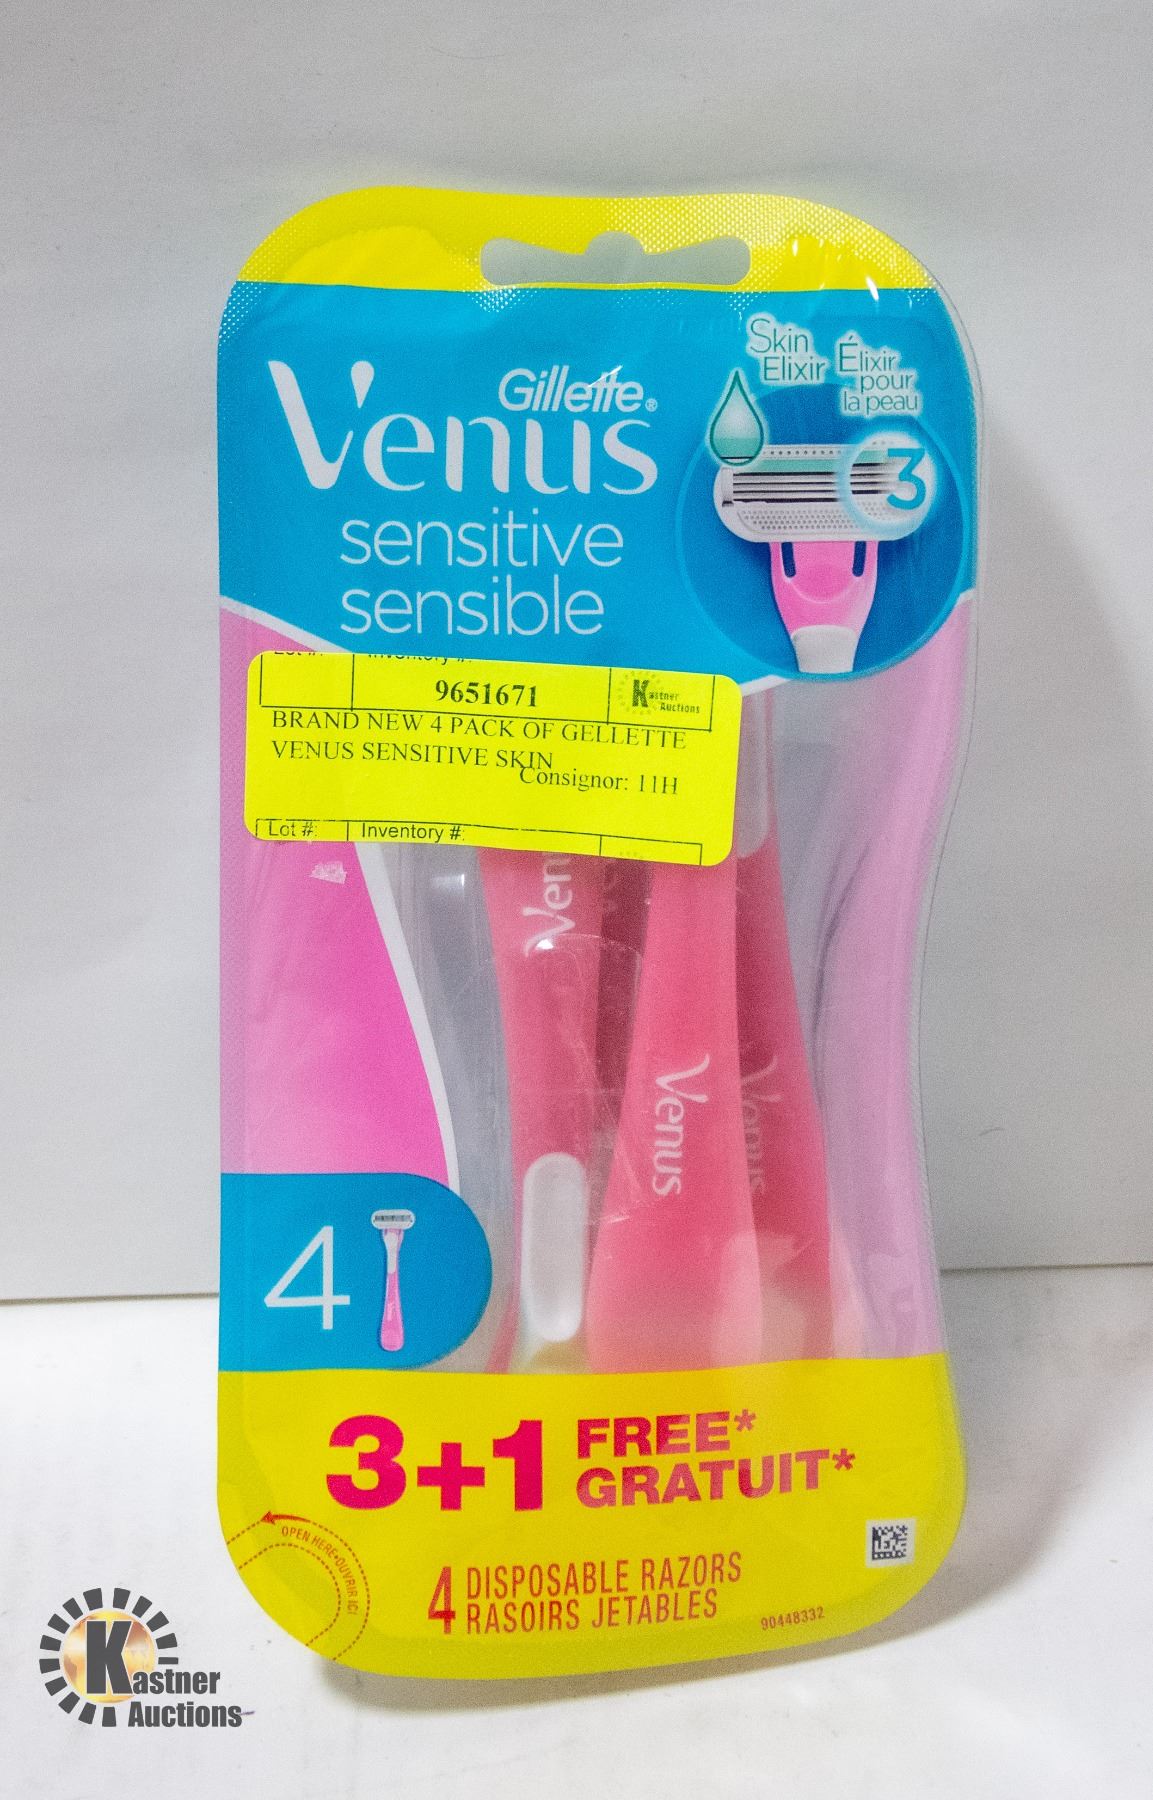 Skin
Elixir
Élixir
pour
la peau
3
Gillette®
Venus
sensitive
sensible
Lot #: Inventory #:
9651671
Kastner
Auctions
BRAND NEW 4 PACK OF GELLETTE
VENUS SENSITIVE SKIN
Consignor: 11H
Lot #: Inventory #:
Ven
Venus
Venus
4
3+1 FREE*
GRATUIT*
OPEN HERE•OUVRIR ICI
4 DISPOSABLE RAZORS
RASOIRS JETABLES
90448332
Kastner
Auctions